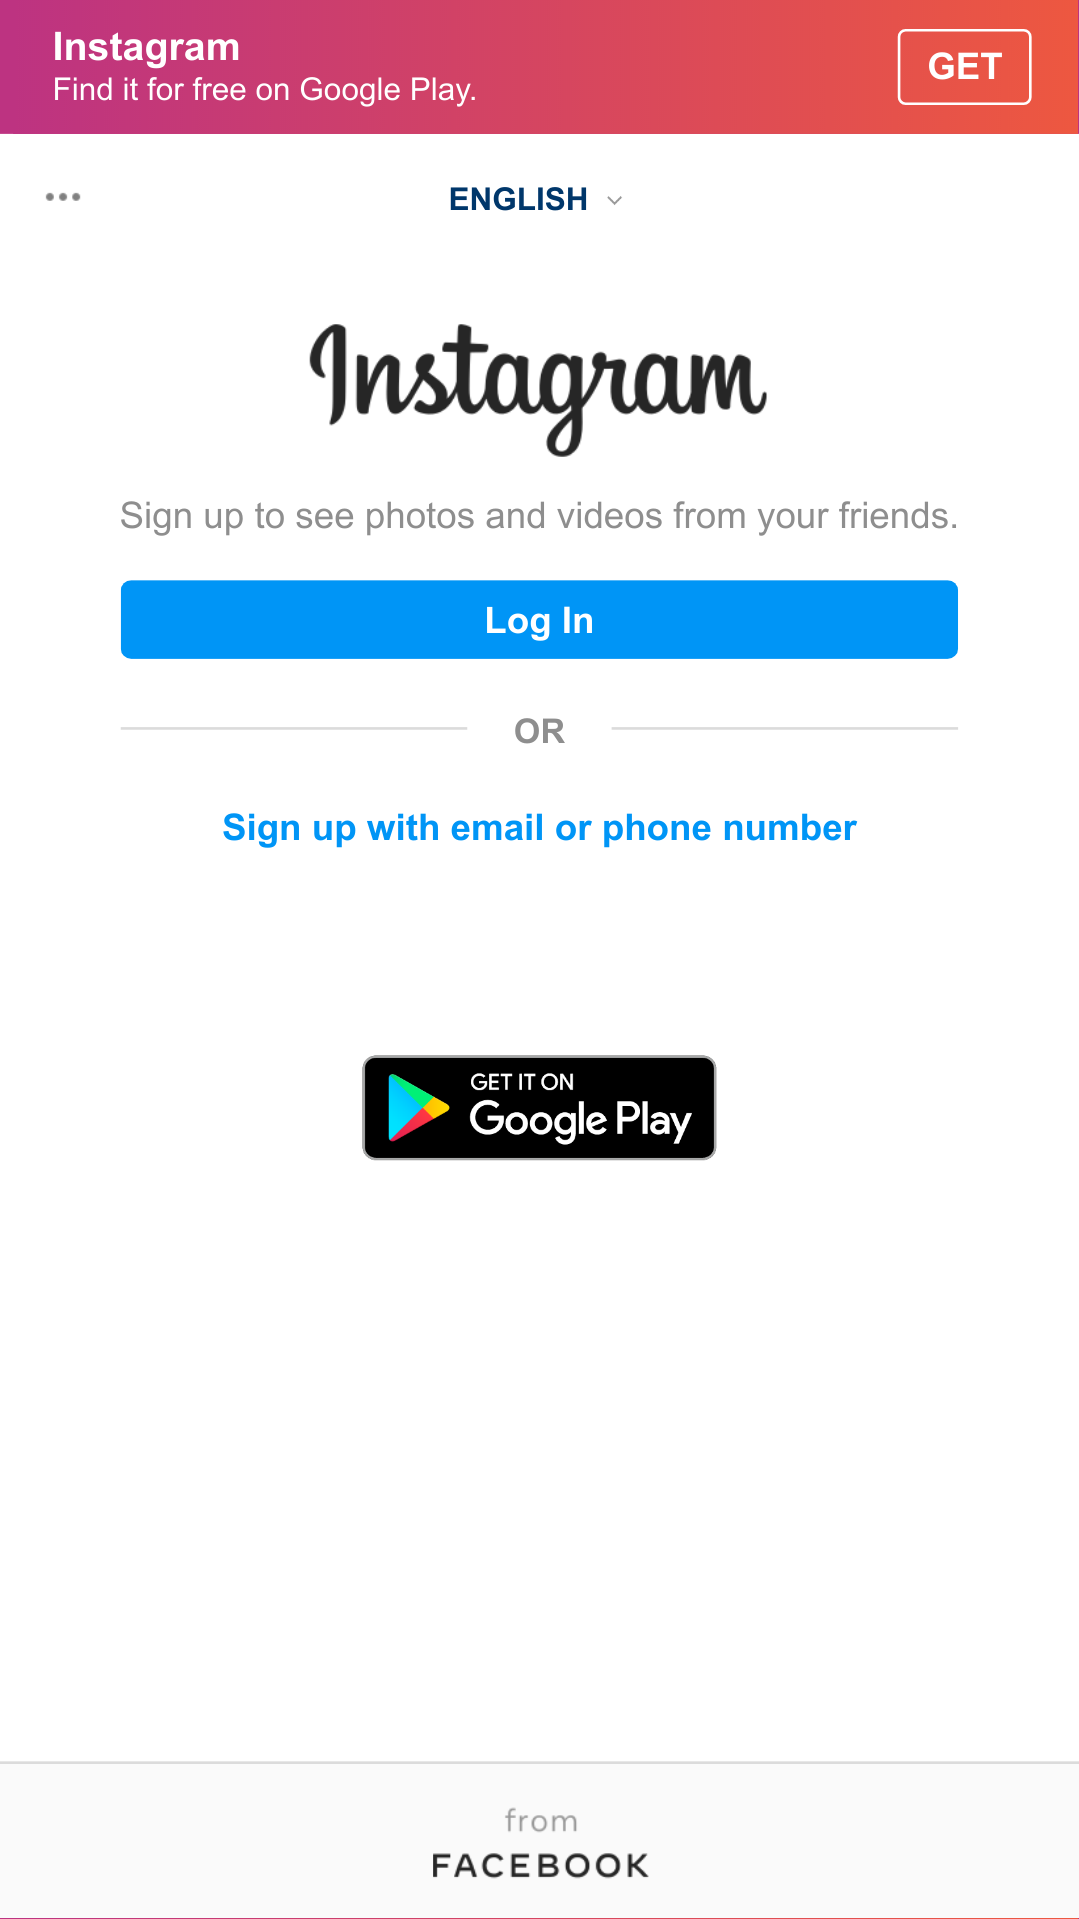 Instagram
Find it for free on Google Play.
GET
ENGLISH
Instagram
Sign up to see photos and videos from your friends.
Log In
OR
Sign up with email or phone number
GET IT ON
Google Play
from
FACEBOOK